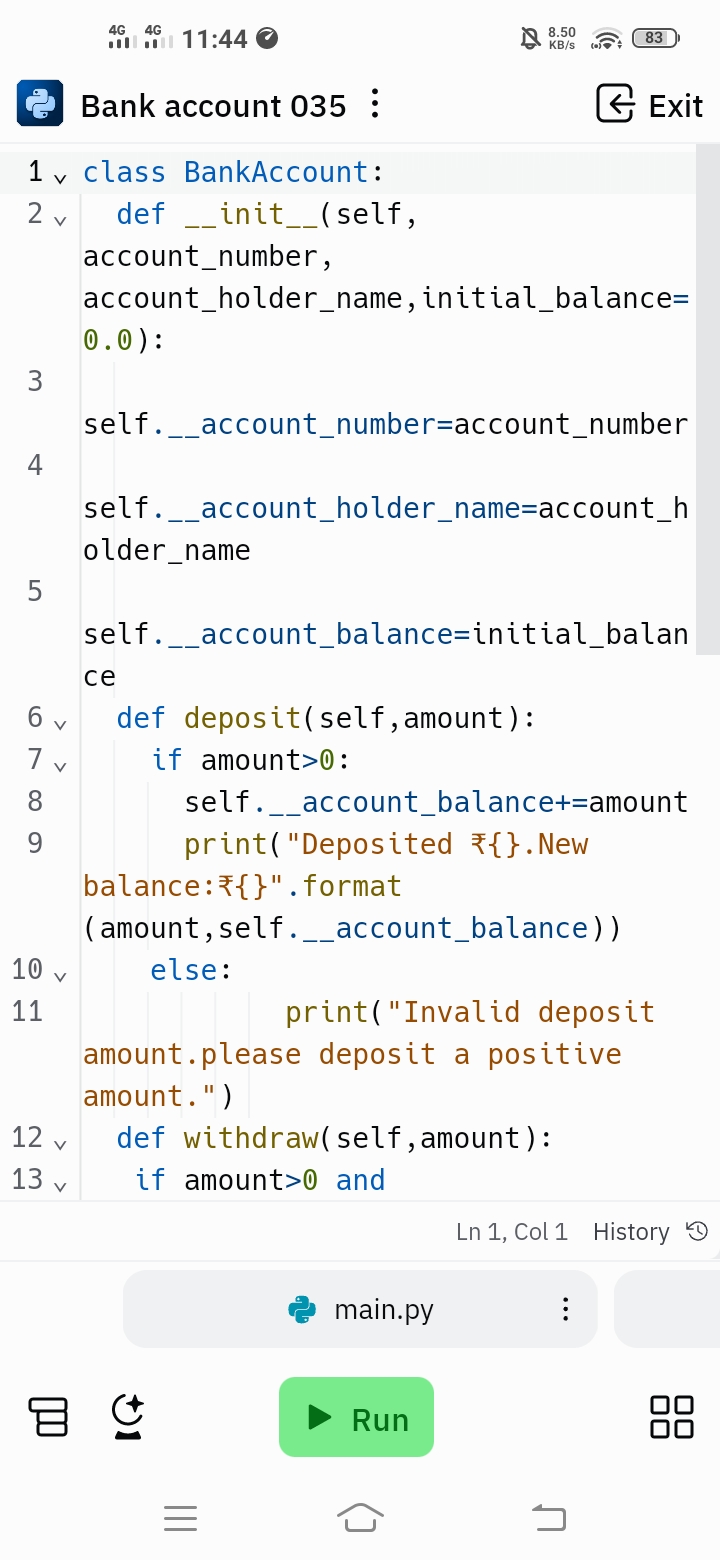 4G 4G 11:44 8.50 KB/s 83
Bank account 035 Exit
1 class BankAccount:
2 def __init__(self,
account_number,
account_holder_name,initial_balance=
0.0):
3
self.__account_number=account_number
4
self.__account_holder_name=account_h
older_name
5
self.__account_balance=initial_balan
ce
6 def deposit(self,amount):
7 if amount>0:
8 self.__account_balance+=amount
9 print("Deposited ₹{}.New
balance:₹{}".format
(amount,self.__account_balance))
10 else:
11 print("Invalid deposit
amount.please deposit a positive
amount.")
12 def withdraw(self,amount):
13 if amount>0 and
Ln 1, Col 1 History
main.py
Run